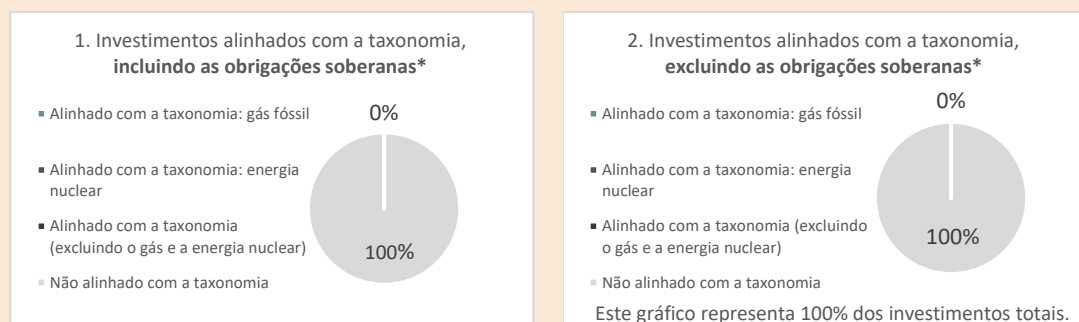 1. Investimentos alinhados com a taxonomia,
incluindo as obrigações soberanas*
Alinhado com a taxonomia: gás fóssil
Alinhado com a taxonomia: energia
nuclear
Alinhado com a taxonomia
(excluindo o gás e a energia nuclear)
Não alinhado com a taxonomia
0%
100%
2. Investimentos alinhados com a taxonomia,
excluindo as obrigações soberanas*
Alinhado com a taxonomia: gás fóssil
Alinhado com a taxonomia: energia
nuclear
Alinhado com a taxonomia (excluindo
o gás e a energia nuclear)
Não alinhado com a taxonomia
0%
100%
Este gráfico representa 100% dos investimentos totais.